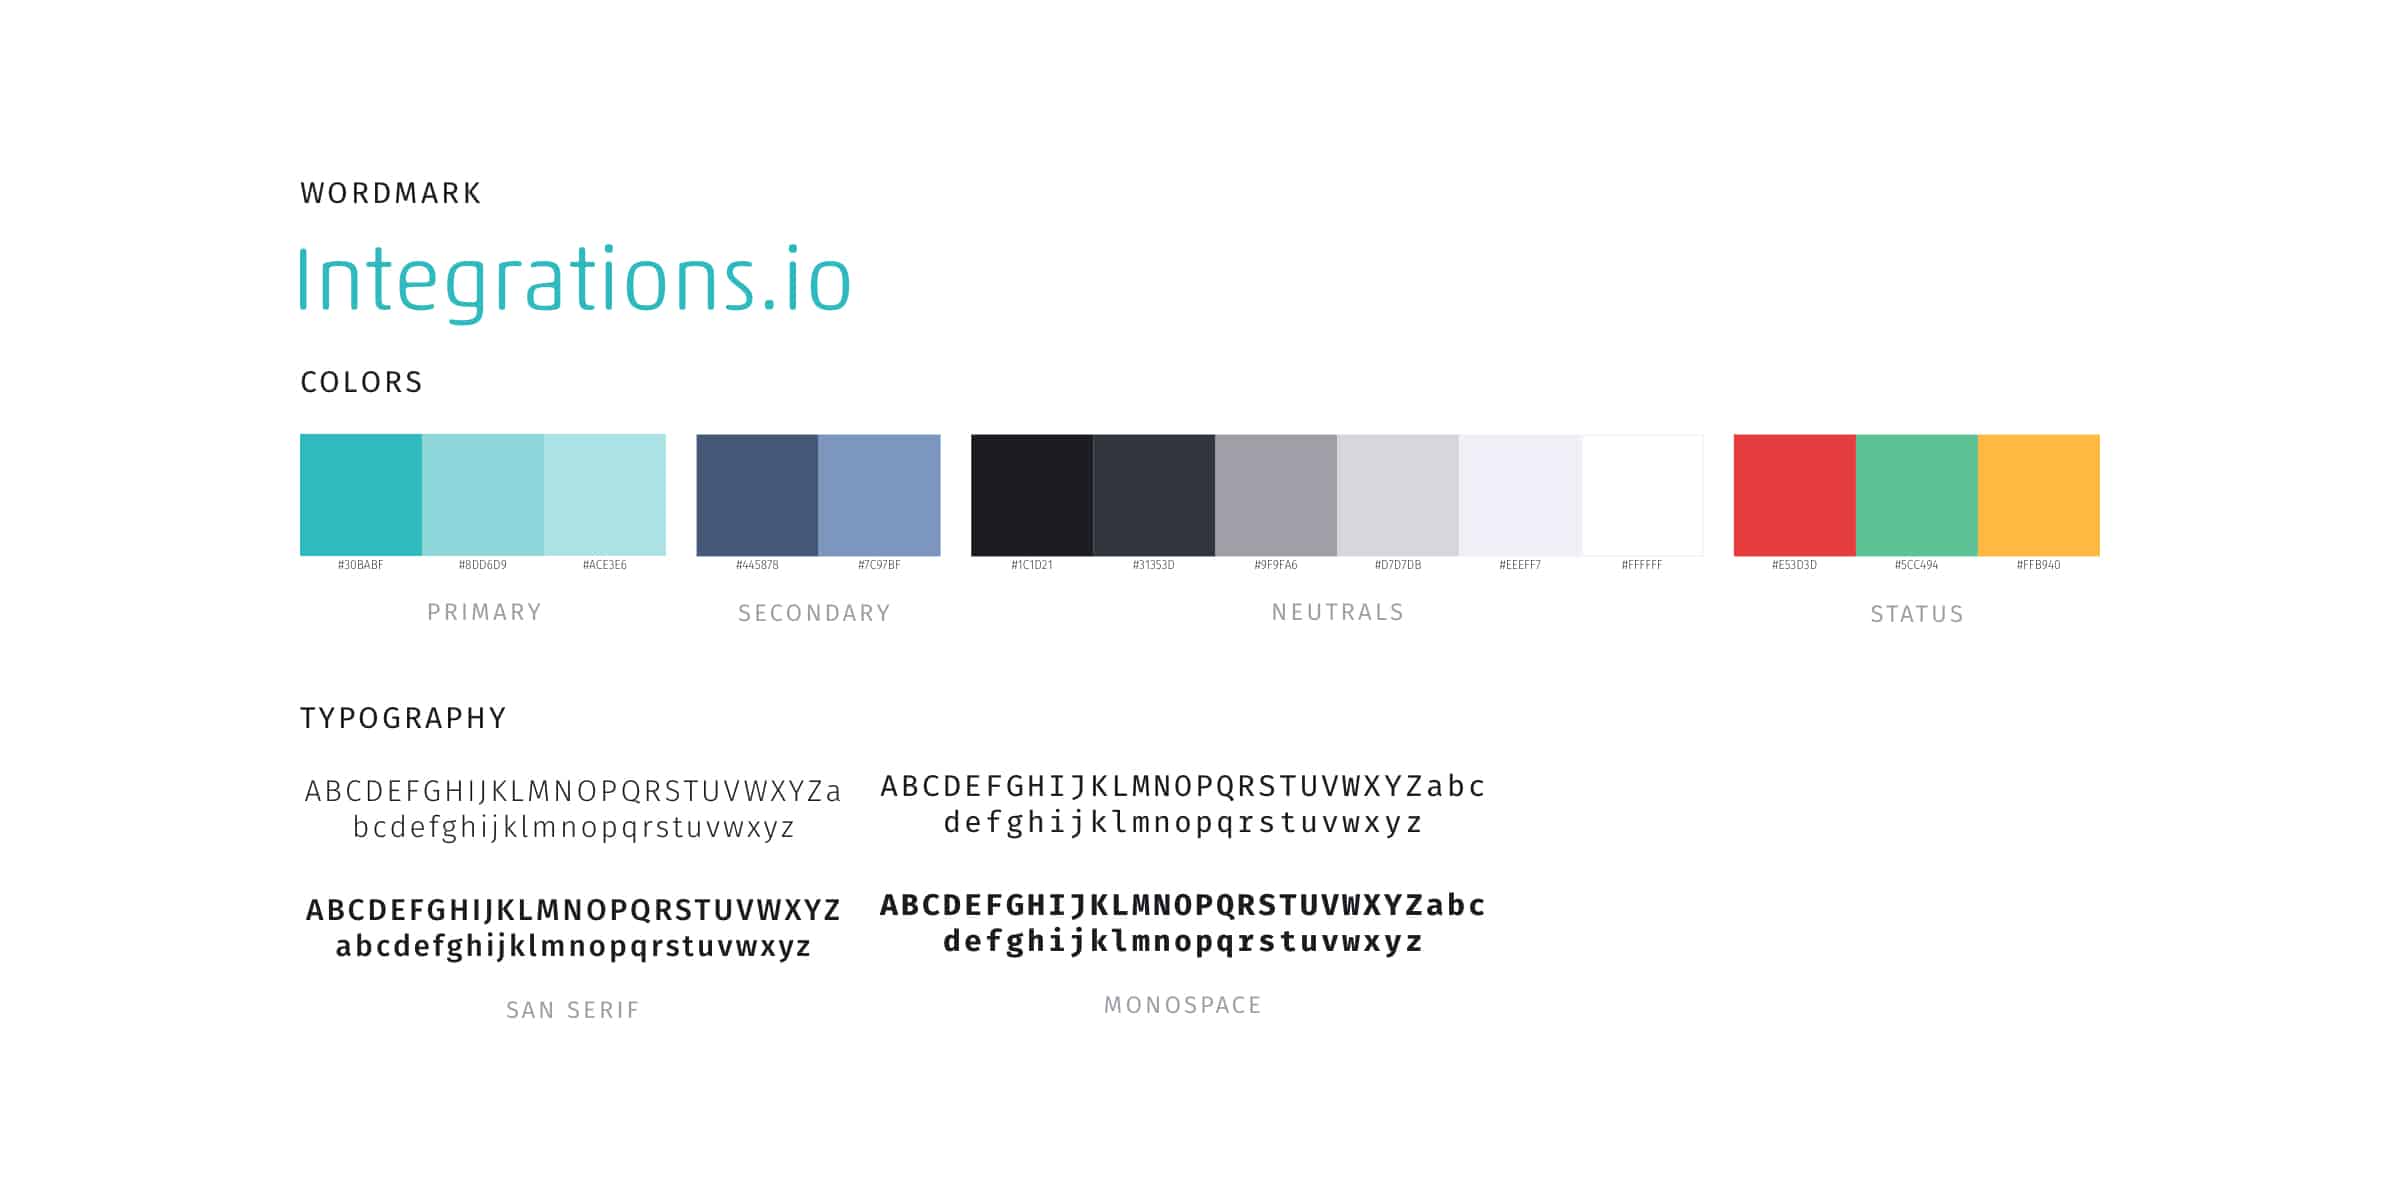 WORDMARK
Integrations.io
COLORS
#30BABF #8DD6D9 #ACE3E6 #445878 #7C97BF #1C1D21 #31353D #9F9FA6 #D7D7DB #EEEFF7 #FFFFFF #E53D3D #5CC494 #FFB940
PRIMARY SECONDARY NEUTRALS STATUS
TYPOGRAPHY
ABCDEFGHIJKLMNOPQRSTUVWXYZa
bcdefghijklmnopqrstuvwxyz
ABCDEFGHIJKLMNOPQRSTUVWXYZ
abcdefghijklmnopqrstuvwxyz
SAN SERIF
ABCDEFGHIJKLMNOPQRSTUVWXYZabc
defghijklmnopqrstuvwxyz
ABCDEFGHIJKLMNOPQRSTUVWXYZabc
defghijklmnopqrstuvwxyz
MONOSPACE